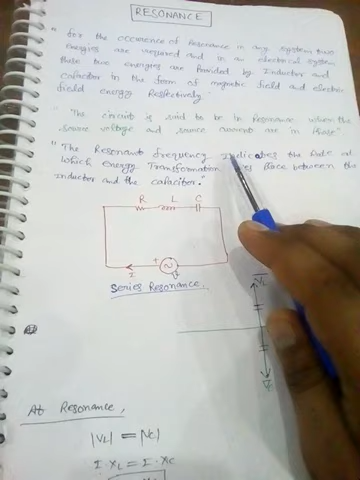 RESONANCE
" for the occurence of Resonance in any system two
energies are required and in an electrical system
these two energies are Provided by Inductor and
capacitor in the form of magnetic field and electric
field energy Respectively."
" The circuit is said to be in Resonance when the
source voltage and source current are in Phase"
" The Resonant frequency Indicates the Rate at
which energy Transformation Place between the
Inductor and the capacitor."
R L C
+
I V
Series Resonance.
VL
At Resonance,
|VL| = |VC|
I·XL = I·XC